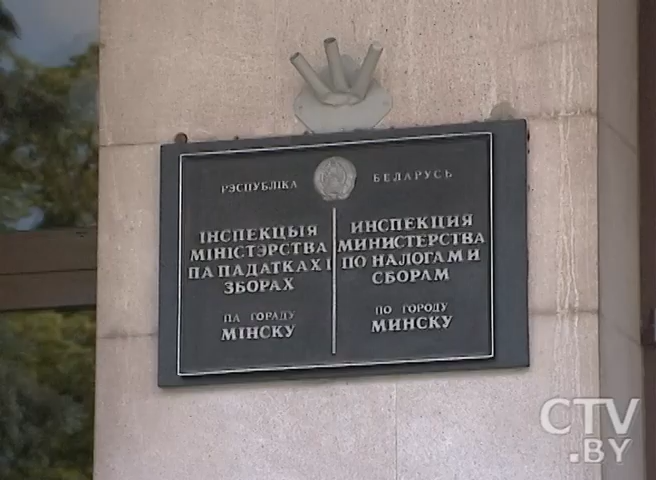 РЭСПУБЛІКА БЕЛАРУСЬ
ІНСПЕКЦЫЯ
МІНІСТЭРСТВА
ПА ПАДАТКАХ І
ЗБОРАХ
ПА ГОРАДУ
МІНСКУ
ИНСПЕКЦИЯ
МИНИСТЕРСТВА
ПО НАЛОГАМ И
СБОРАМ
ПО ГОРОДУ
МИНСКУ
CTV
.BY